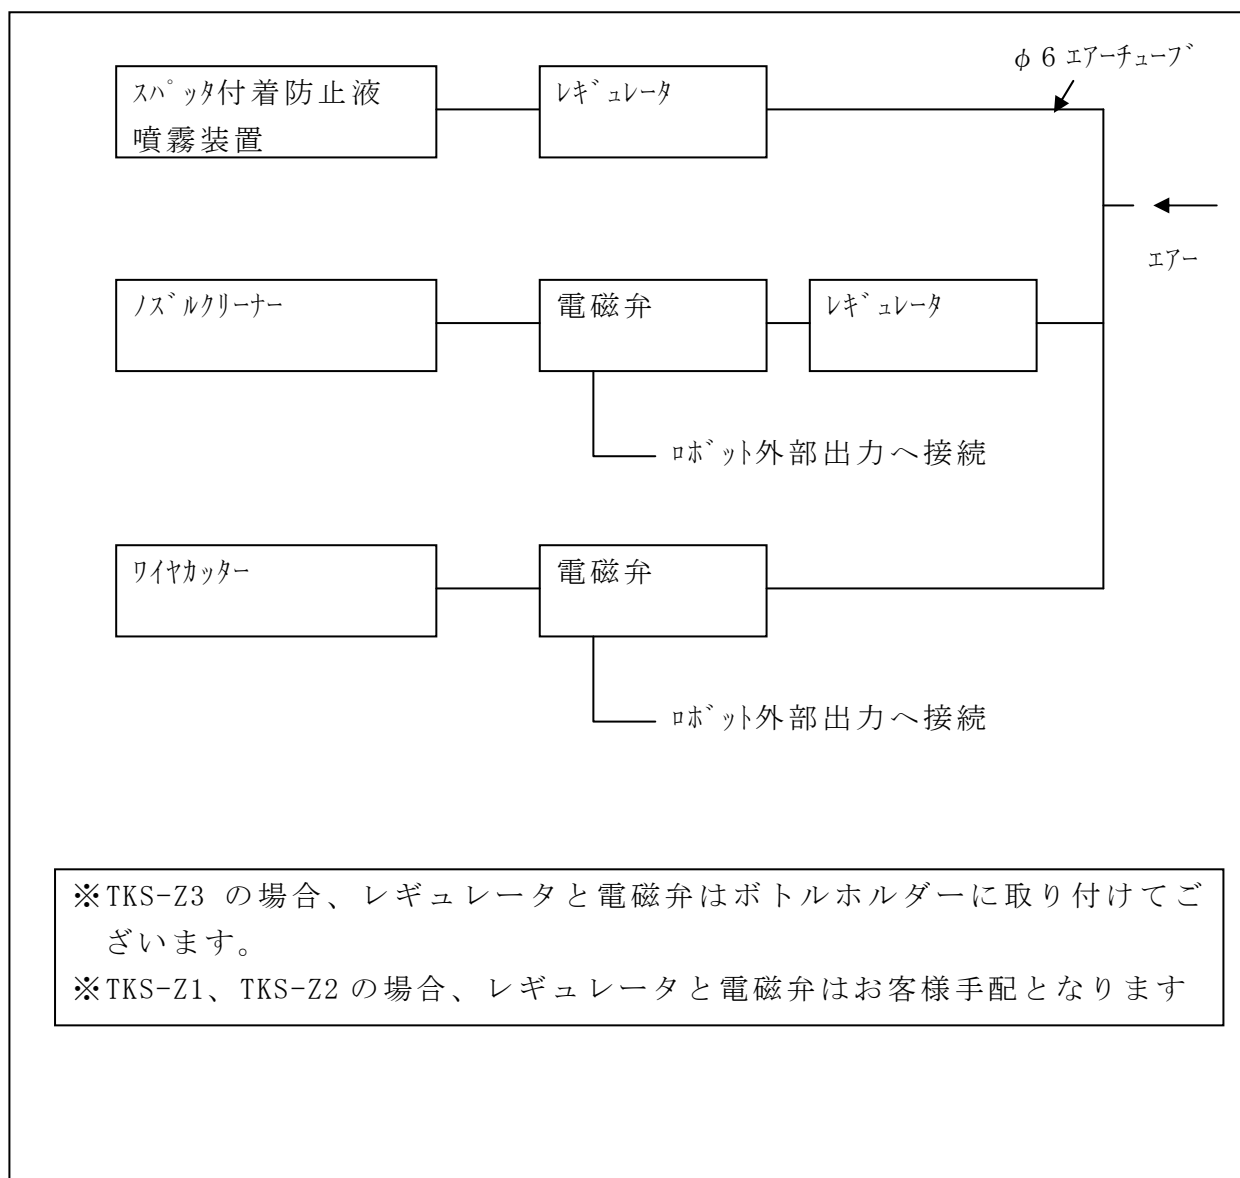 φ6ｴｱｰﾁｭｰﾌﾞ
ｽﾊﾟｯﾀ付着防止液
噴霧装置
ﾚｷﾞｭﾚｰﾀ
エアー
ﾉｽﾞﾙｸﾘｰﾅｰ
電磁弁
ﾚｷﾞｭﾚｰﾀ
ﾛﾎﾞｯﾄ外部出力へ接続
ﾜｲﾔｶｯﾀｰ
電磁弁
ﾛﾎﾞｯﾄ外部出力へ接続
※TKS-Z3 の場合、レギュレータと電磁弁はボトルホルダーに取り付けてご
ざいます。
※TKS-Z1、TKS-Z2 の場合、レギュレータと電磁弁はお客様手配となります